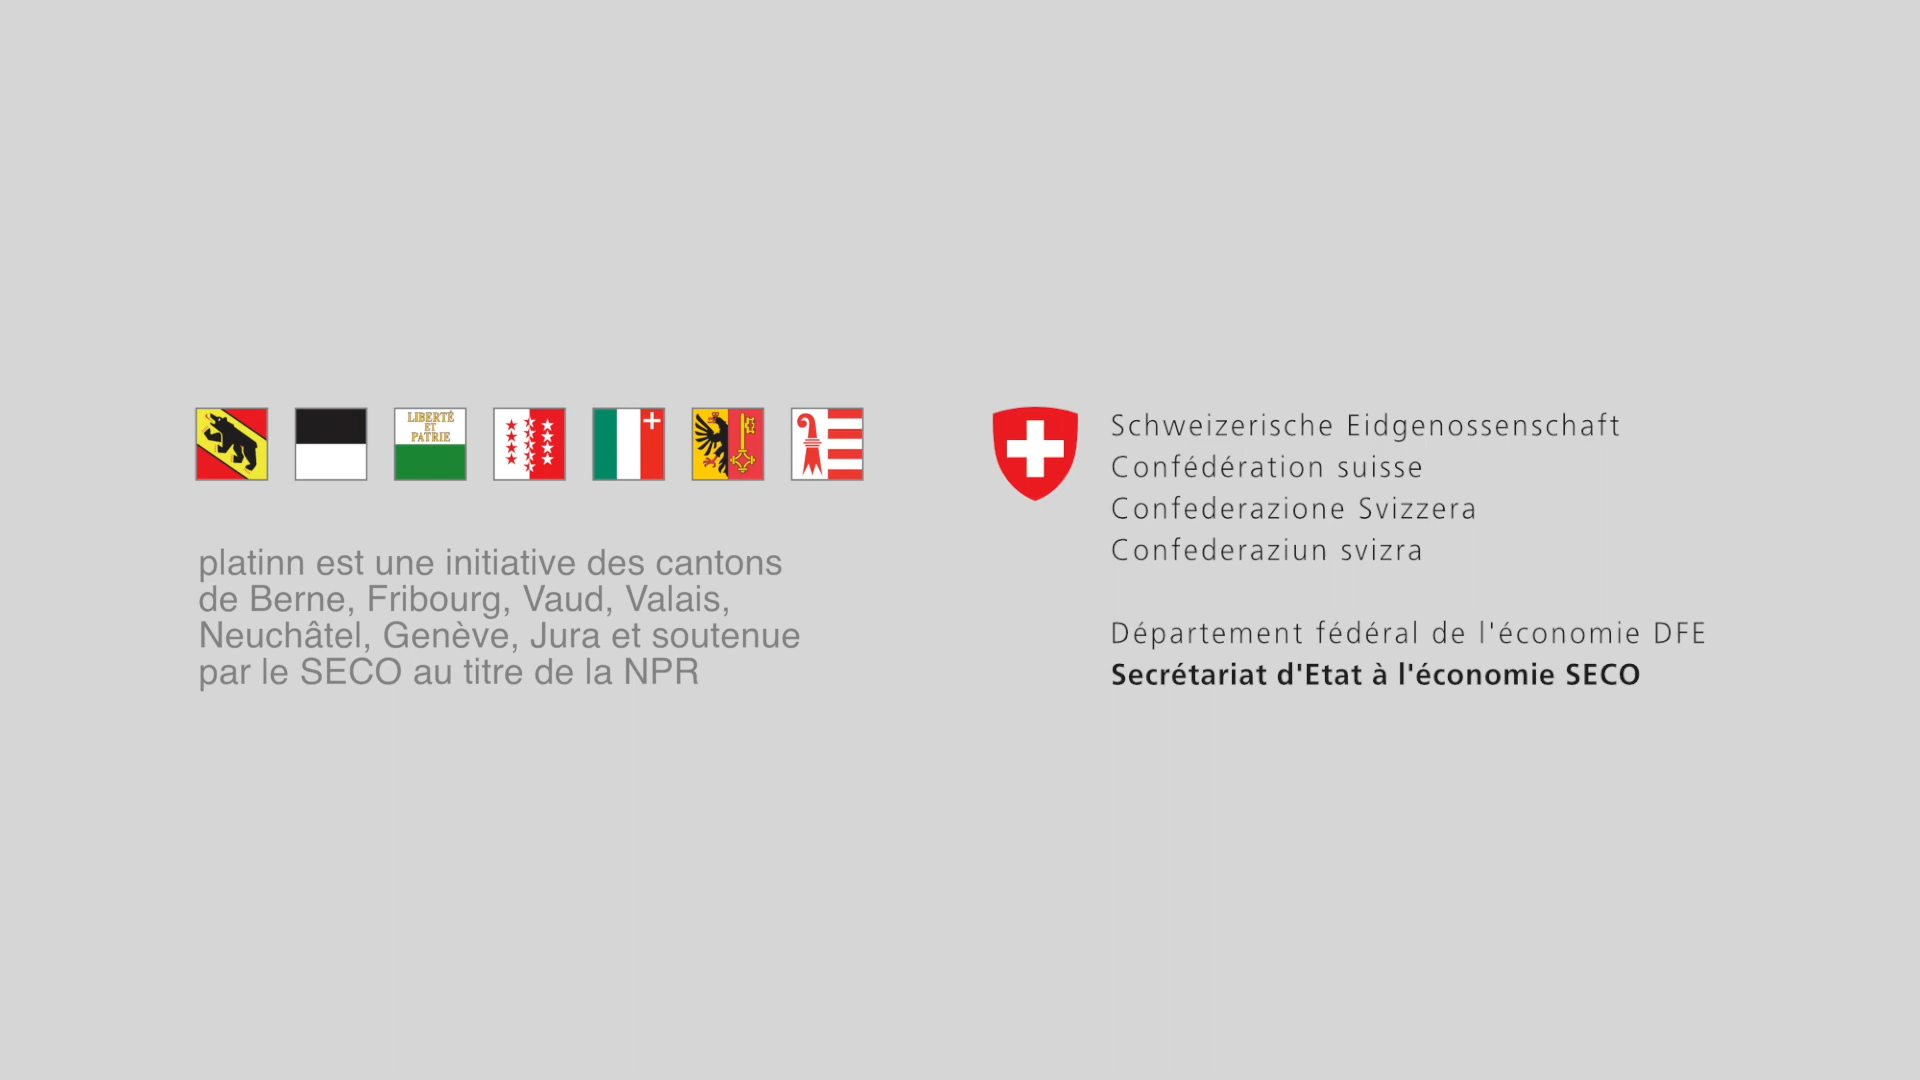 LIBERTÉ
ET
PATRIE
platinn est une initiative des cantons
de Berne, Fribourg, Vaud, Valais,
Neuchâtel, Genève, Jura et soutenue
par le SECO au titre de la NPR
Schweizerische Eidgenossenschaft
Confédération suisse
Confederazione Svizzera
Confederaziun svizra
Département fédéral de l'économie DFE
Secrétariat d'Etat à l'économie SECO